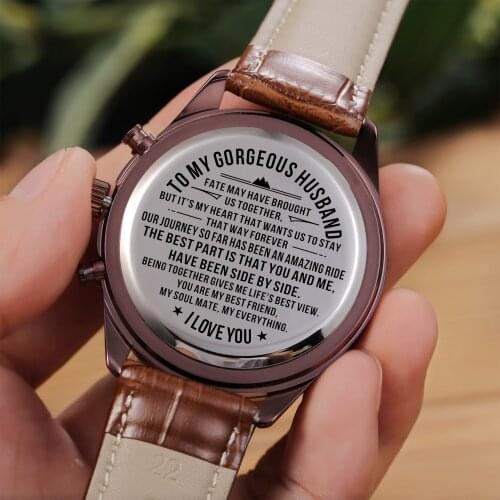 TO MY GORGEOUS HUSBAND
FATE MAY HAVE BROUGHT
US TOGETHER,
BUT IT'S MY HEART THAT WANTS US TO STAY
THAT WAY FOREVER
OUR JOURNEY SO FAR HAS BEEN AN AMAZING RIDE
THE BEST PART IS THAT YOU AND ME,
HAVE BEEN SIDE BY SIDE.
BEING TOGETHER GIVES ME LIFE'S BEST VIEW.
YOU ARE MY BEST FRIEND,
MY SOUL MATE, MY EVERYTHING.
★ I LOVE YOU ★
22